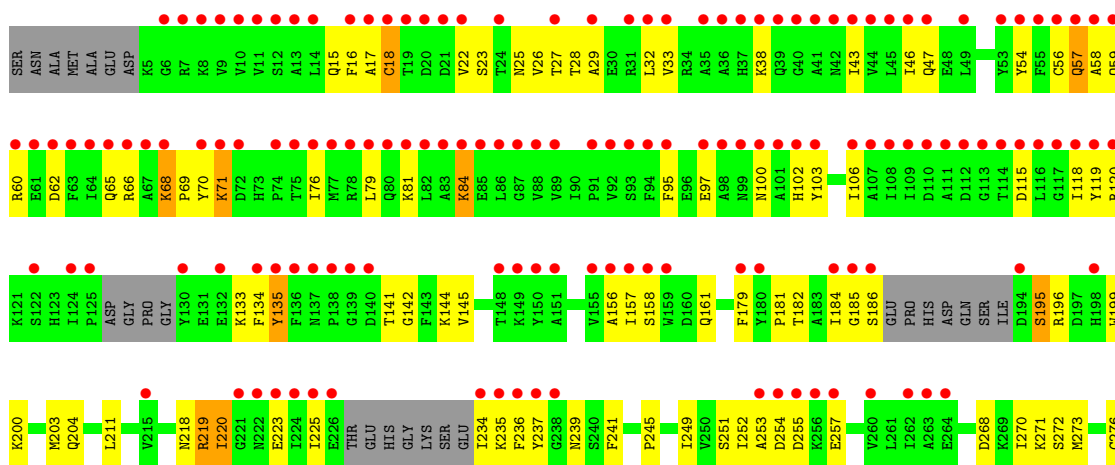 SER ASN ALA MET ALA GLU ASP K5 G6 R7 K8 V9 V10 V11 S12 A13 L14 Q15 F16 A17 C18 T19 D20 D21 V22 S23 T24 N25 V26 T27 T28 A29 E30 R31 L32 V33 R34 A35 A36 H37 K38 Q39 G40 A41 N42 I43 V44 L45 I46 Q47 E48 L49 Y53 Y54 F55 C56 Q57 A58 D59
R60 E61 D62 F63 I64 Q65 R66 A67 K68 P69 Y70 K71 D72 H73 P74 T75 I76 M77 R78 L79 Q80 K81 L82 A83 K84 E85 L86 G87 V88 V89 I90 P91 V92 S93 F94 F95 E96 E97 A98 N99 N100 A101 H102 Y103 I106 A107 I108 I109 D110 A111 D112 G113 T114 D115 L116 G117 I118 Y119 R120
K121 S122 H123 I124 P125 ASP GLY PRO GLY Y130 E131 E132 K133 F134 Y135 F136 N137 P138 G139 D140 T141 G142 F143 K144 V145 T148 K149 Y150 A151 V155 A156 I157 S158 W159 D160 Q161 F179 Y180 P181 T182 A183 I184 G185 S186 GLU PRO HIS ASP GLN SER ILE D194 S195 R196 D197 H198 W199
K200 M203 Q204 L211 V215 N218 R219 I220 G221 N222 E223 I224 I225 E226 THR GLU HIS GLY LYS SER GLU I234 K235 F236 Y237 G238 N239 S240 F241 P245 I249 V250 S251 I252 A253 D254 D255 K256 E257 V260 L261 I262 A263 E264 D268 K269 I270 K271 S272 M273